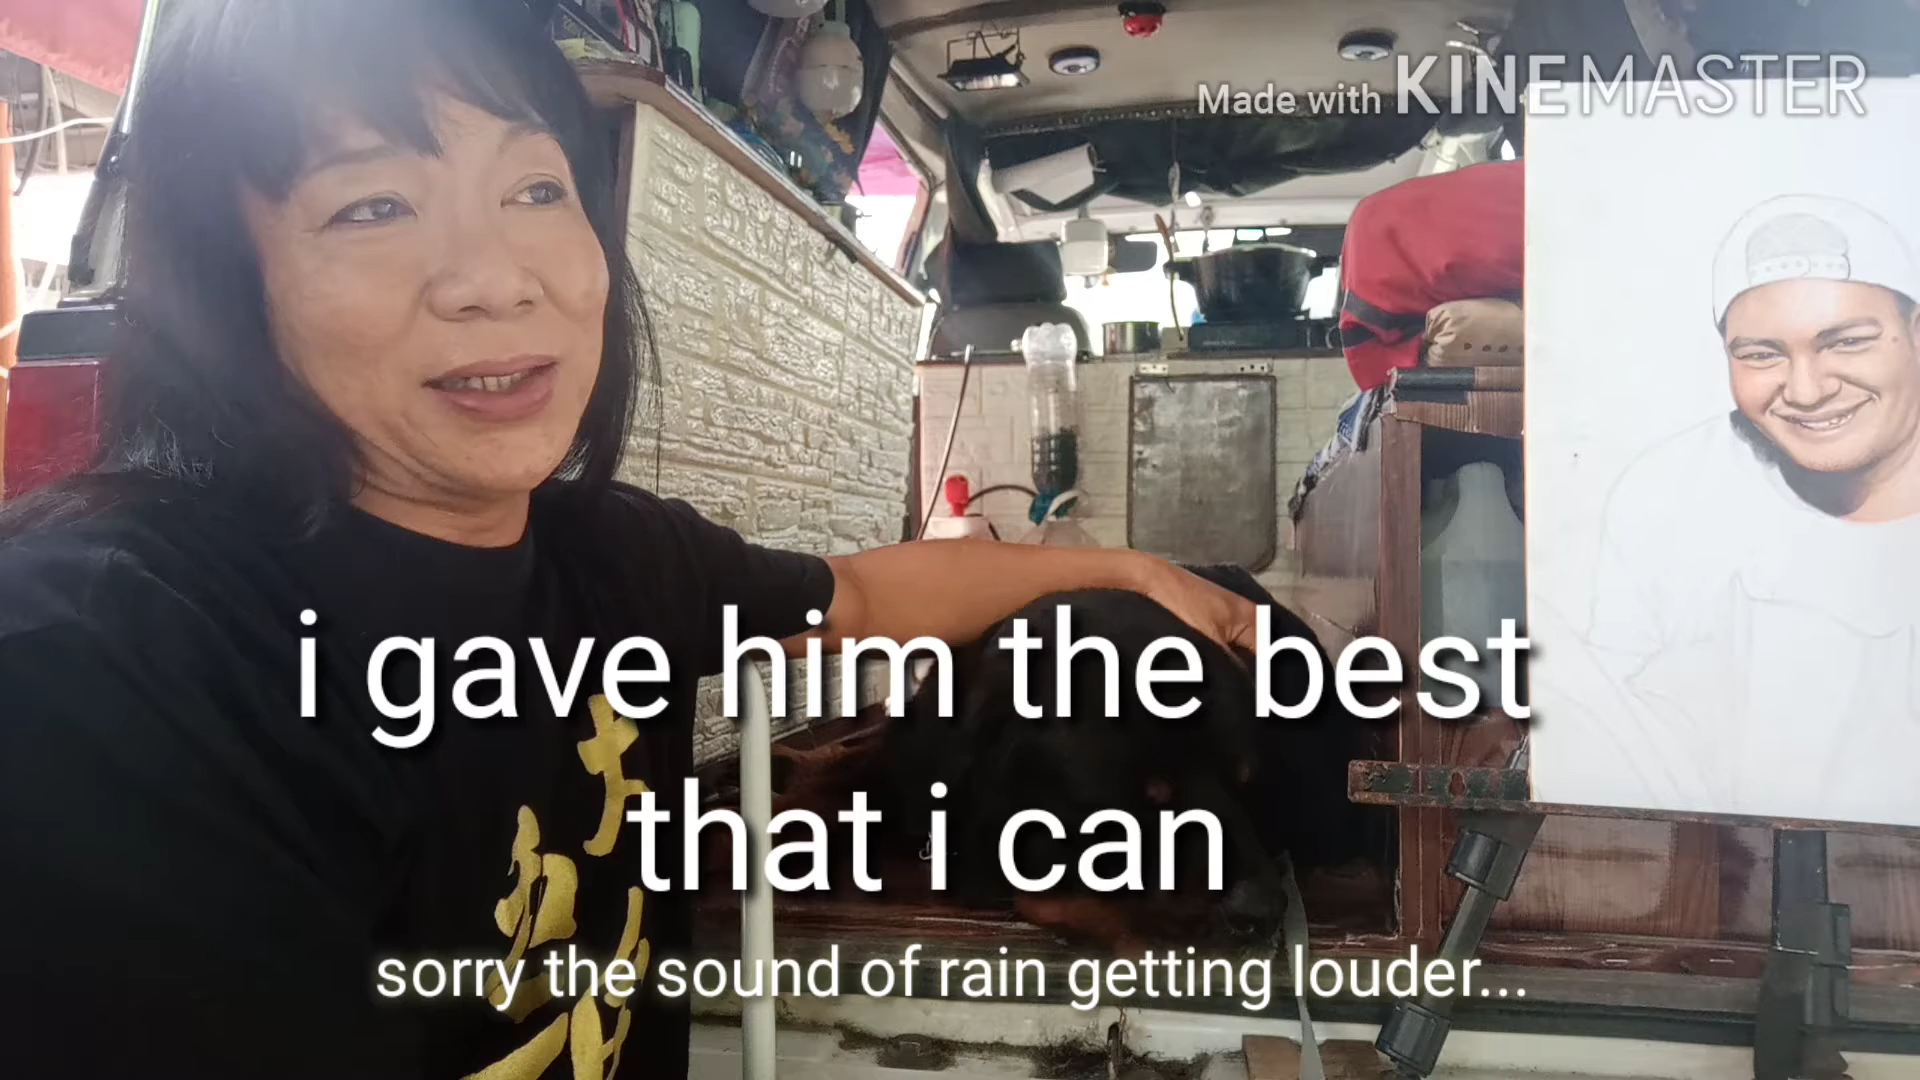 Made with KINEMASTER
i gave him the best
that i can
sorry the sound of rain getting louder...